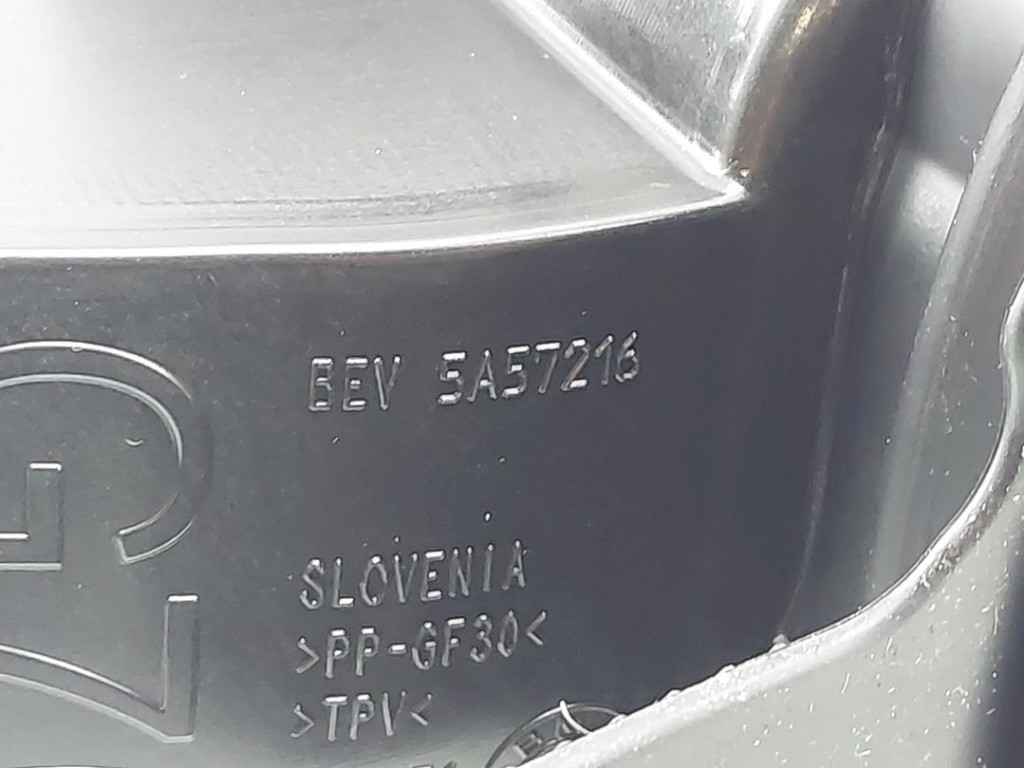 BEV 5A57216
SLOVENIA
>PP-GF30<
>TPV<